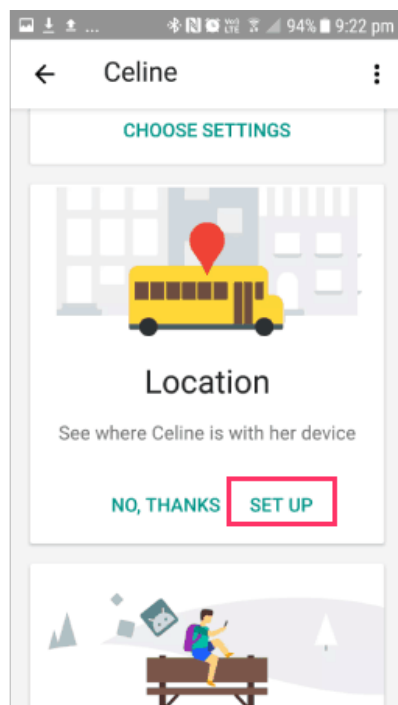 ... 94% 9:22 pm
Celine
CHOOSE SETTINGS
Location
See where Celine is with her device
NO, THANKS SET UP